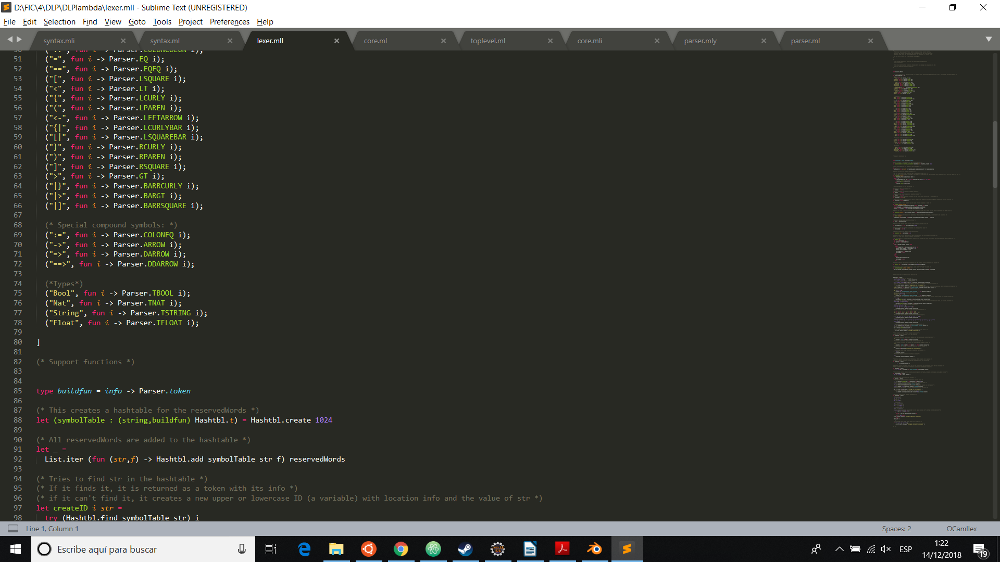 D:\FIC\4\DLP\DLPlambda\lexer.mll - Sublime Text (UNREGISTERED)
File Edit Selection Find View Goto Tools Project Preferences Help
syntax.mli syntax.ml lexer.mll core.ml toplevel.ml core.mli parser.mly parser.ml
51 ("=", fun i -> Parser.EQ i);
52 ("==", fun i -> Parser.EQEQ i);
53 ("[", fun i -> Parser.LSQUARE i);
54 ("<", fun i -> Parser.LT i);
55 ("{", fun i -> Parser.LCURLY i);
56 ("(", fun i -> Parser.LPAREN i);
57 ("<-", fun i -> Parser.LEFTARROW i);
58 ("{|", fun i -> Parser.LCURLYBAR i);
59 ("[|", fun i -> Parser.LSQUAREBAR i);
60 ("}", fun i -> Parser.RCURLY i);
61 (")", fun i -> Parser.RPAREN i);
62 ("]", fun i -> Parser.RSQUARE i);
63 (">", fun i -> Parser.GT i);
64 ("|}", fun i -> Parser.BARRCURLY i);
65 ("|>", fun i -> Parser.BARGT i);
66 ("|]", fun i -> Parser.BARRSQUARE i);
67
68 (* Special compound symbols: *)
69 (":=", fun i -> Parser.COLONEQ i);
70 ("->", fun i -> Parser.ARROW i);
71 ("=>", fun i -> Parser.DARROW i);
72 ("==>", fun i -> Parser.DDARROW i);
73
74 (*Types*)
75 ("Bool", fun i -> Parser.TBOOL i);
76 ("Nat", fun i -> Parser.TNAT i);
77 ("String", fun i -> Parser.TSTRING i);
78 ("Float", fun i -> Parser.TFLOAT i);
79
80 ]
81
82 (* Support functions *)
83
84
85 type buildfun = info -> Parser.token
86
87 (* This creates a hashtable for the reservedWords *)
88 let (symbolTable : (string,buildfun) Hashtbl.t) = Hashtbl.create 1024
89
90 (* All reservedWords are added to the hashtable *)
91 let _ =
92 List.iter (fun (str,f) -> Hashtbl.add symbolTable str f) reservedWords
93
94 (* Tries to find str in the hashtable *)
95 (* If it finds it, it is returned as a token with its info *)
96 (* if it can't find it, it creates a new upper or lowercase ID (a variable) with location info and the value of str *)
97 let createID i str =
98 try (Hashtbl.find symbolTable str) i
Line 1, Column 1 Spaces: 2 OCamllex
Escribe aquí para buscar
ESP
1:22
14/12/2018
19